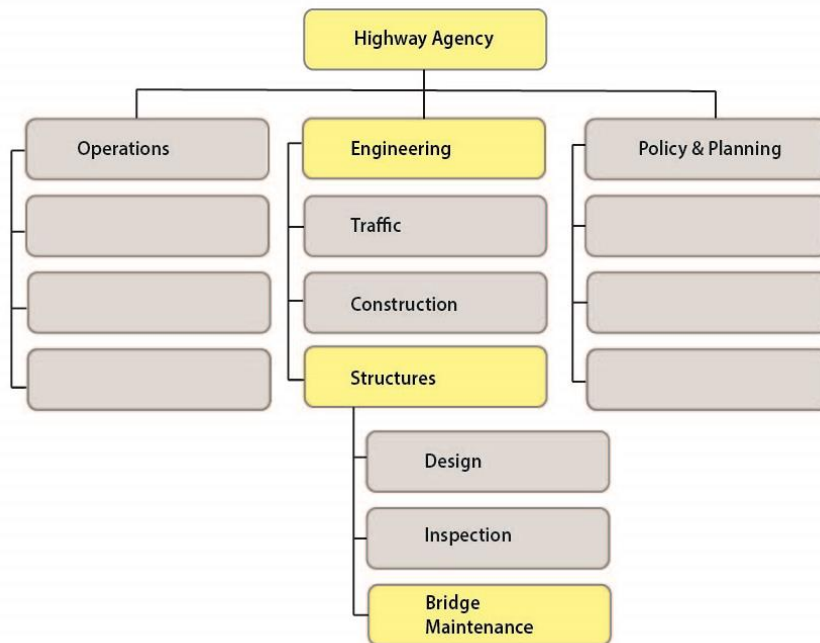 Highway Agency
Operations
Engineering
Policy & Planning
Traffic
Construction
Structures
Design
Inspection
Bridge
Maintenance